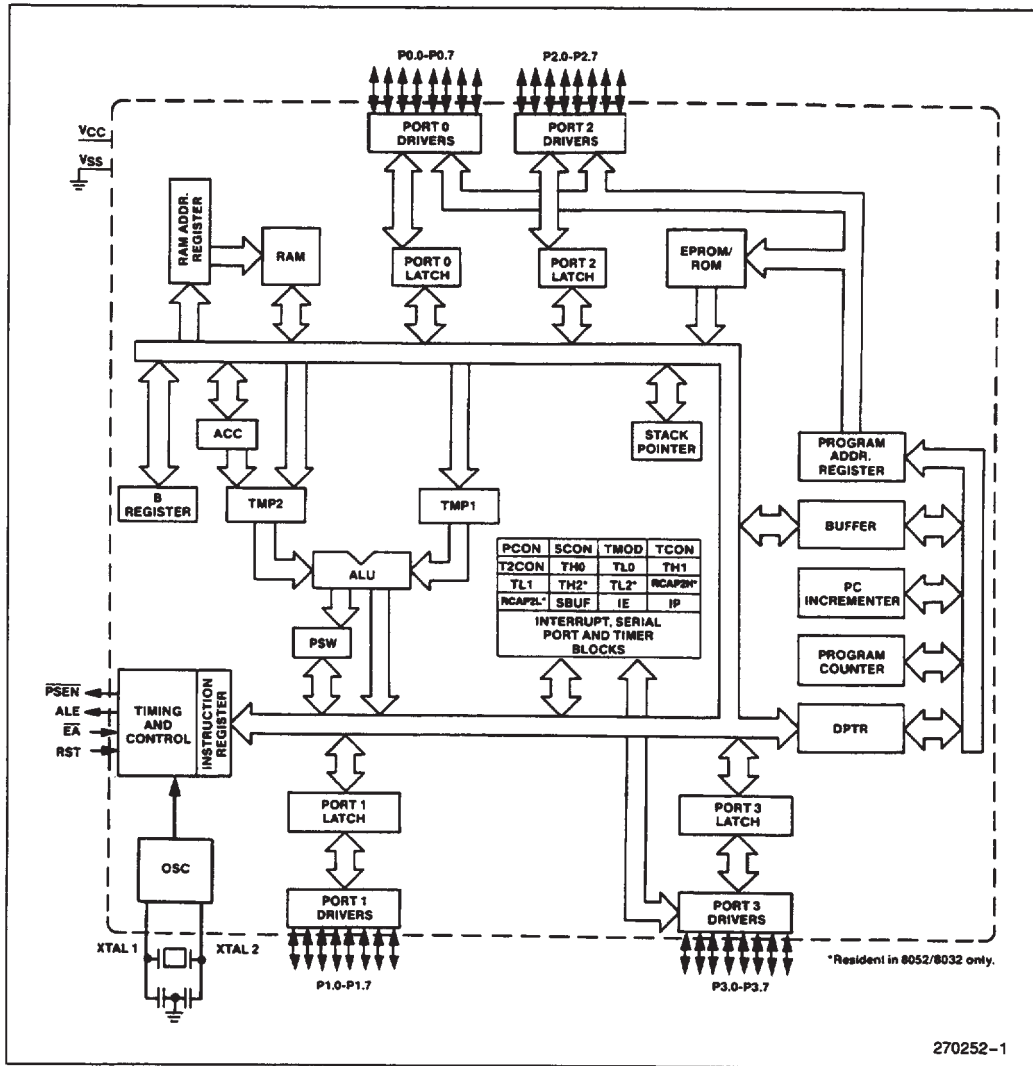 P0.0-P0.7
P2.0-P2.7
VCC
VSS
PORT 0
DRIVERS
PORT 2
DRIVERS
RAM ADDR.
REGISTER
RAM
PORT 0
LATCH
PORT 2
LATCH
EPROM/
ROM
ACC
STACK
POINTER
PROGRAM
ADDR.
REGISTER
B
REGISTER
TMP2
TMP1
BUFFER
ALU
PCON SCON TMOD TCON
T2CON TH0 TL0 TH1
TL1 TH2* TL2* RCAP2H*
RCAP2L* SBUF IE IP
INTERRUPT, SERIAL
PORT AND TIMER
BLOCKS
PC
INCREMENTER
PSW
PROGRAM
COUNTER
PSEN
ALE
EA
RST
TIMING
AND
CONTROL
INSTRUCTION
REGISTER
DPTR
PORT 1
LATCH
PORT 3
LATCH
OSC
PORT 1
DRIVERS
PORT 3
DRIVERS
XTAL 1
XTAL 2
*Resident in 8052/8032 only.
P1.0-P1.7
P3.0-P3.7
270252-1